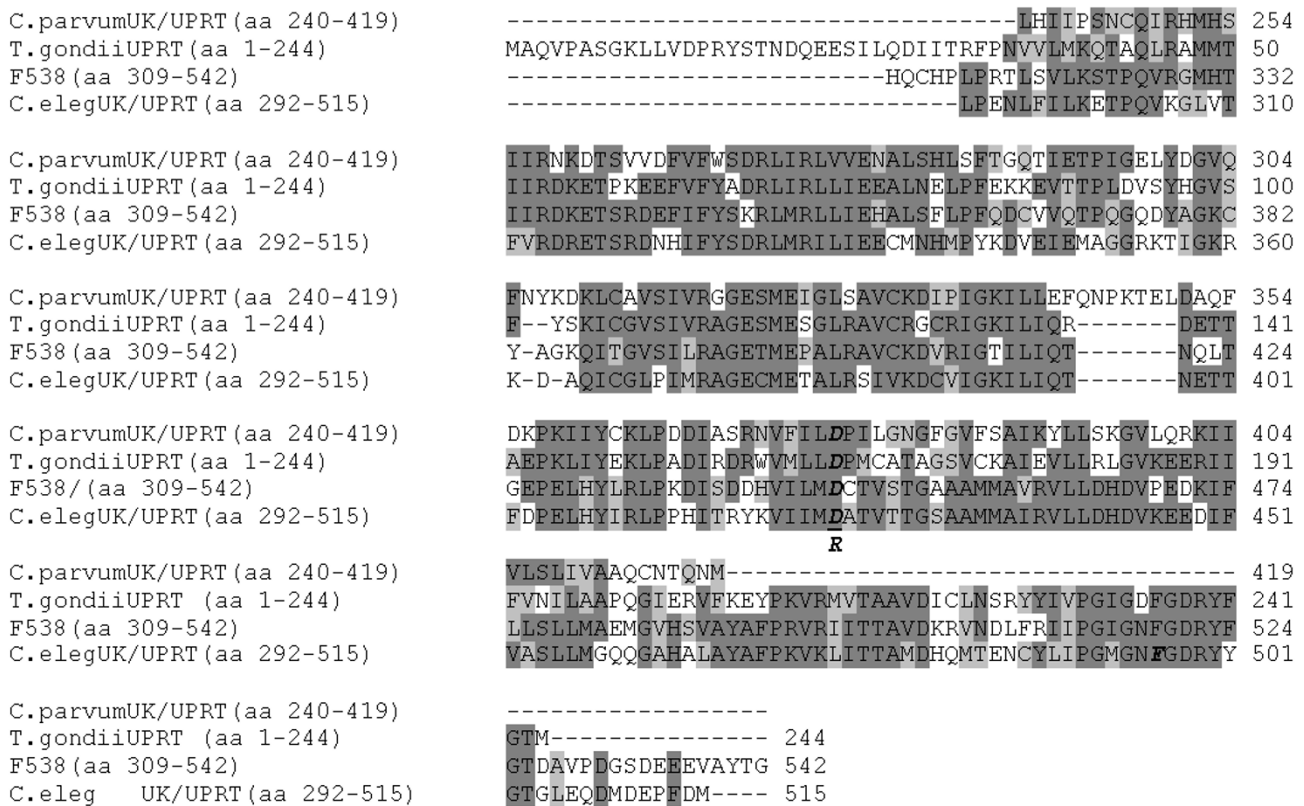 C.parvumUK/UPRT(aa 240-419) -----------------------------------LHIIPSNCQIRHMHS 254
T.gondiiUPRT(aa 1-244) MAQVPASGKLLVDPRYSTNDQEESILQDIITRFPNVVLMKQTAQLRAMMT 50
F538(aa 309-542) --------------------------HQCHPLPRTLSVLKSTPQVRGMHT 332
C.elegUK/UPRT(aa 292-515) -------------------------------LPENLFILKETPQVKGLVT 310
C.parvumUK/UPRT(aa 240-419) IIRNKDTSVVDFVFWSDRLIRLVVENALSHLSFTGQTIETPIGELYDGVQ 304
T.gondiiUPRT(aa 1-244) IIRDKETPKEEFVFYADRLIRLLIEEALNELPFEKKEVTTPLDVSYHGVS 100
F538(aa 309-542) IIRDKETSRDEFIFYSKRLMRLLIEHALSFLPFQDCVVQTPQGQDYAGKC 382
C.elegUK/UPRT(aa 292-515) FVRDRETSRDNHIFYSDRLMRILIEECMNHMPYKDVEIEMAGGRKTIGKR 360
C.parvumUK/UPRT(aa 240-419) FNYKDKLCAVSIVRGGESMEIGLSAVCKDIPIGKILLEFQNPKTELDAQF 354
T.gondiiUPRT(aa 1-244) F--YSKICGVSIVRAGESMESGLRAVCRGCRIGKILIQR-------DETT 141
F538(aa 309-542) Y-AGKQITGVSILRAGETMEPALRAVCKDVRIGTILIQT-------NQLT 424
C.elegUK/UPRT(aa 292-515) K-D-AQICGLPIMRAGECMETALRSIVKDCVIGKILIQT-------NETT 401
C.parvumUK/UPRT(aa 240-419) DKPKIIYCKLPDDIASRNVFILDPILGNGFGVFSAIKYLLSKGVLQRKII 404
T.gondiiUPRT(aa 1-244) AEPKLIYEKLPADIRDRWVMLLDPMCATAGSVCKAIEVLLRLGVKEERII 191
F538/(aa 309-542) GEPELHYLRLPKDISDDHVILMDCTVSTGAAAMMAVRVLLDHDVPEDKIF 474
C.elegUK/UPRT(aa 292-515) FDPELHYIRLPPHITRYKVIIMDATVTTGSAAMMAIRVLLDHDVKEEDIF 451
R
C.parvumUK/UPRT(aa 240-419) VLSLIVAAQCNTQNM----------------------------------- 419
T.gondiiUPRT (aa 1-244) FVNILAAPQGIERVFKEYPKVRMVTAAVDICLNSRYYIVPGIGDFGDRYF 241
F538(aa 309-542) LLSLLMAEMGVHSVAYAFPRVRIITTAVDKRVNDLFRIIPGIGNFGDRYF 524
C.elegUK/UPRT(aa 292-515) VASLLMGQQGAHALAYAFPKVKLITTAMDHQMTENCYLIPGMGNFGDRYY 501
C.parvumUK/UPRT(aa 240-419) ------------------
T.gondiiUPRT (aa 1-244) GTM--------------- 244
F538(aa 309-542) GTDAVPDGSDEEEVAYTG 542
C.eleg UK/UPRT(aa 292-515) GTGLEQDMDEPFDM---- 515